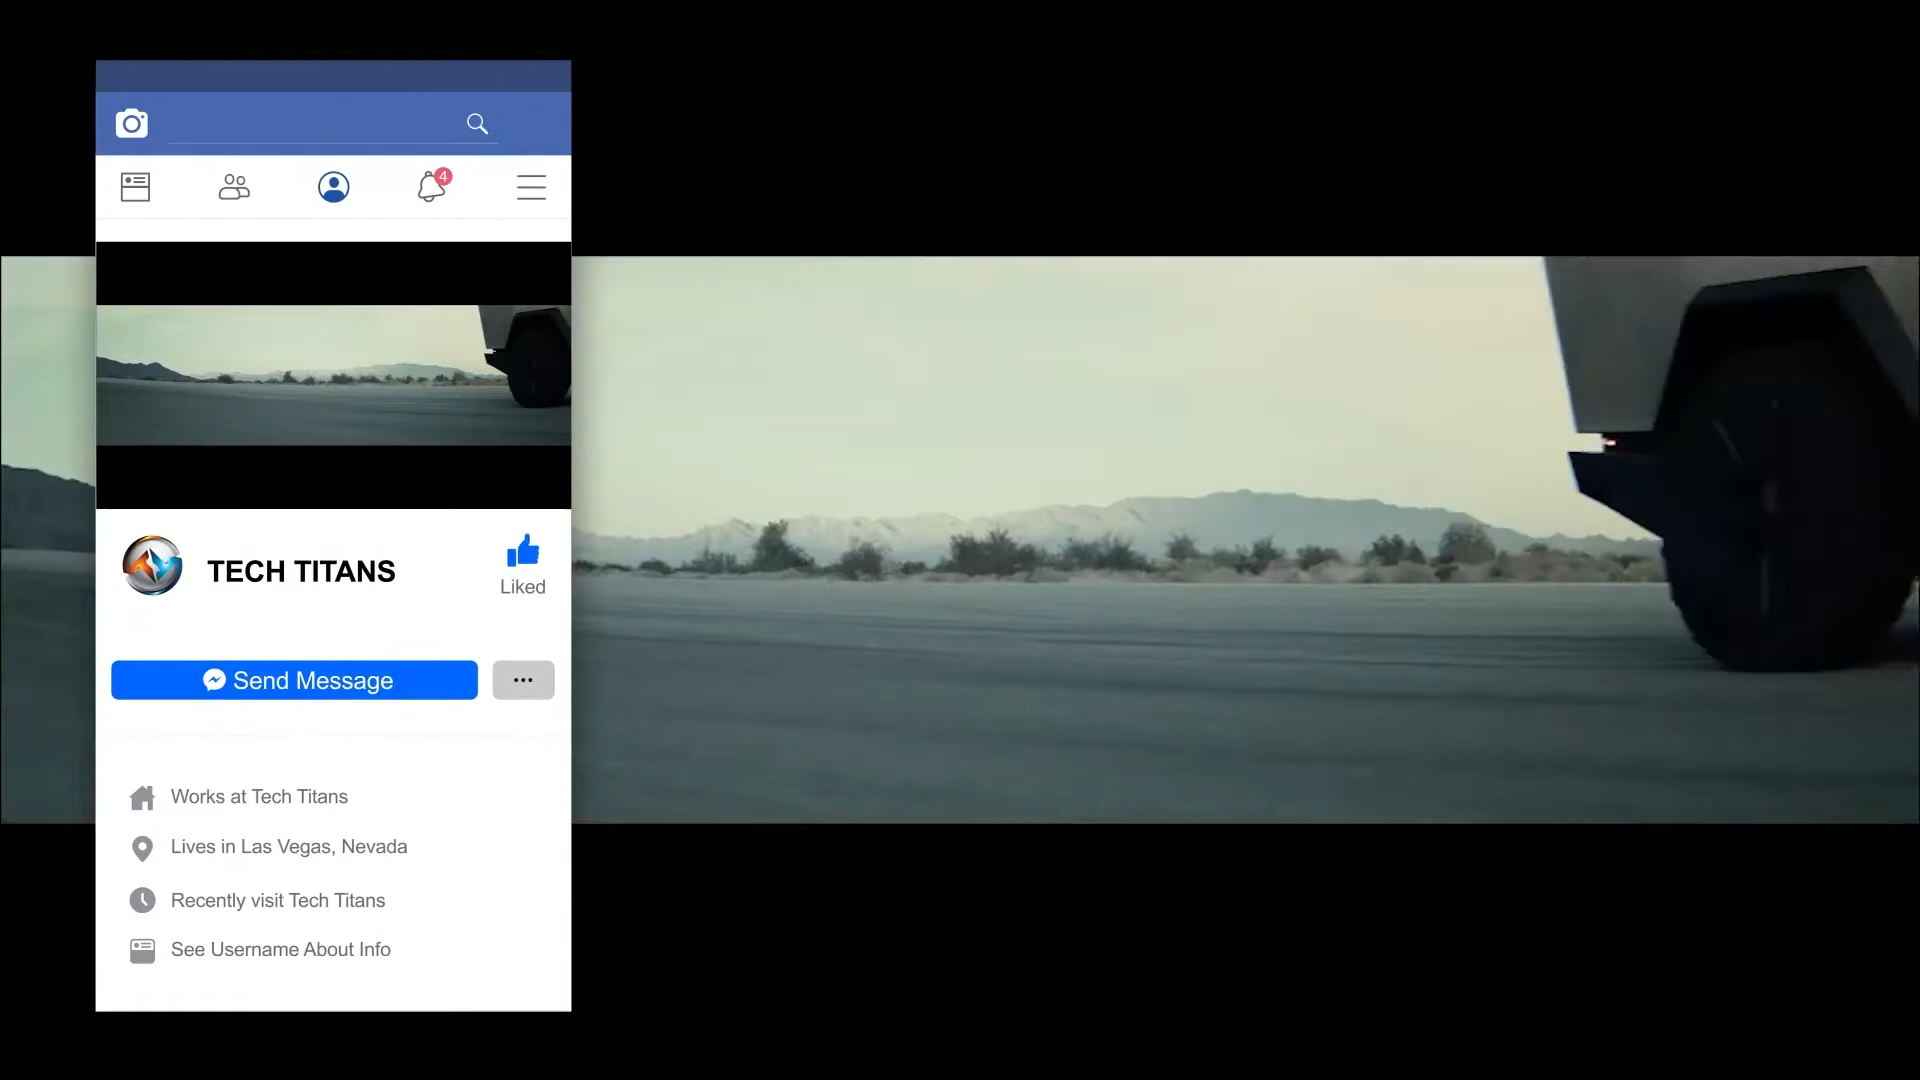 4
TECH TITANS
Liked
Send Message
Works at Tech Titans
Lives in Las Vegas, Nevada
Recently visit Tech Titans
See Username About Info